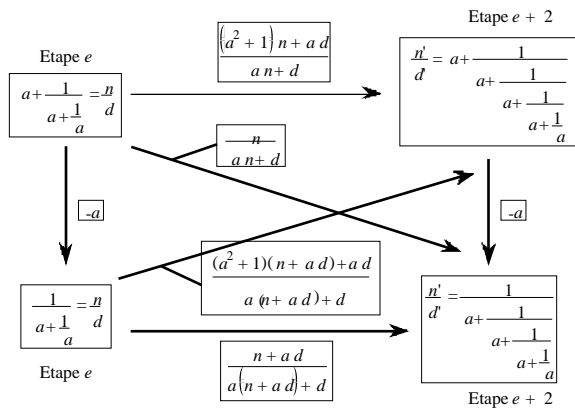 Etape e + 2
Etape e
((a² + 1) n + a d) / (a n + d)
a + 1/(a + 1/a) = n/d
n'/d' = a + 1/(a + 1/(a + 1/(a + 1/a)))
n / (a n + d)
-a
-a
((a² + 1)(n + a d) + a d) / (a (n + a d) + d)
1/(a + 1/a) = n/d
n'/d' = 1/(a + 1/(a + 1/(a + 1/a)))
(n + a d) / (a(n + a d) + d)
Etape e
Etape e + 2